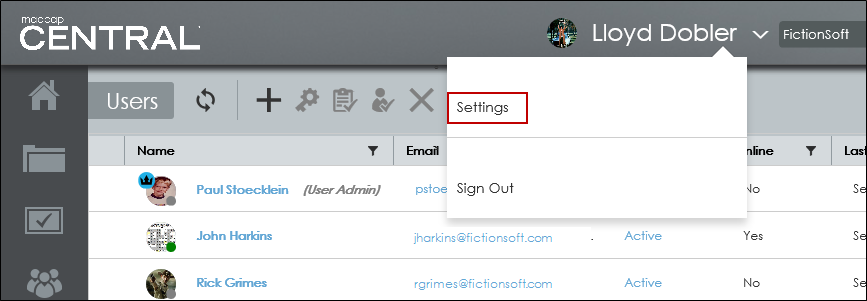 madcap
CENTRAL
Lloyd Dobler
FictionSoft
Users
Settings
Sign Out
Name Email nline Las
Paul Stoecklein (User Admin) pstoe No Se
John Harkins jharkins@fictionsoft.com . Active Yes Se
Rick Grimes rgrimes@fictionsoft.com Active No Se